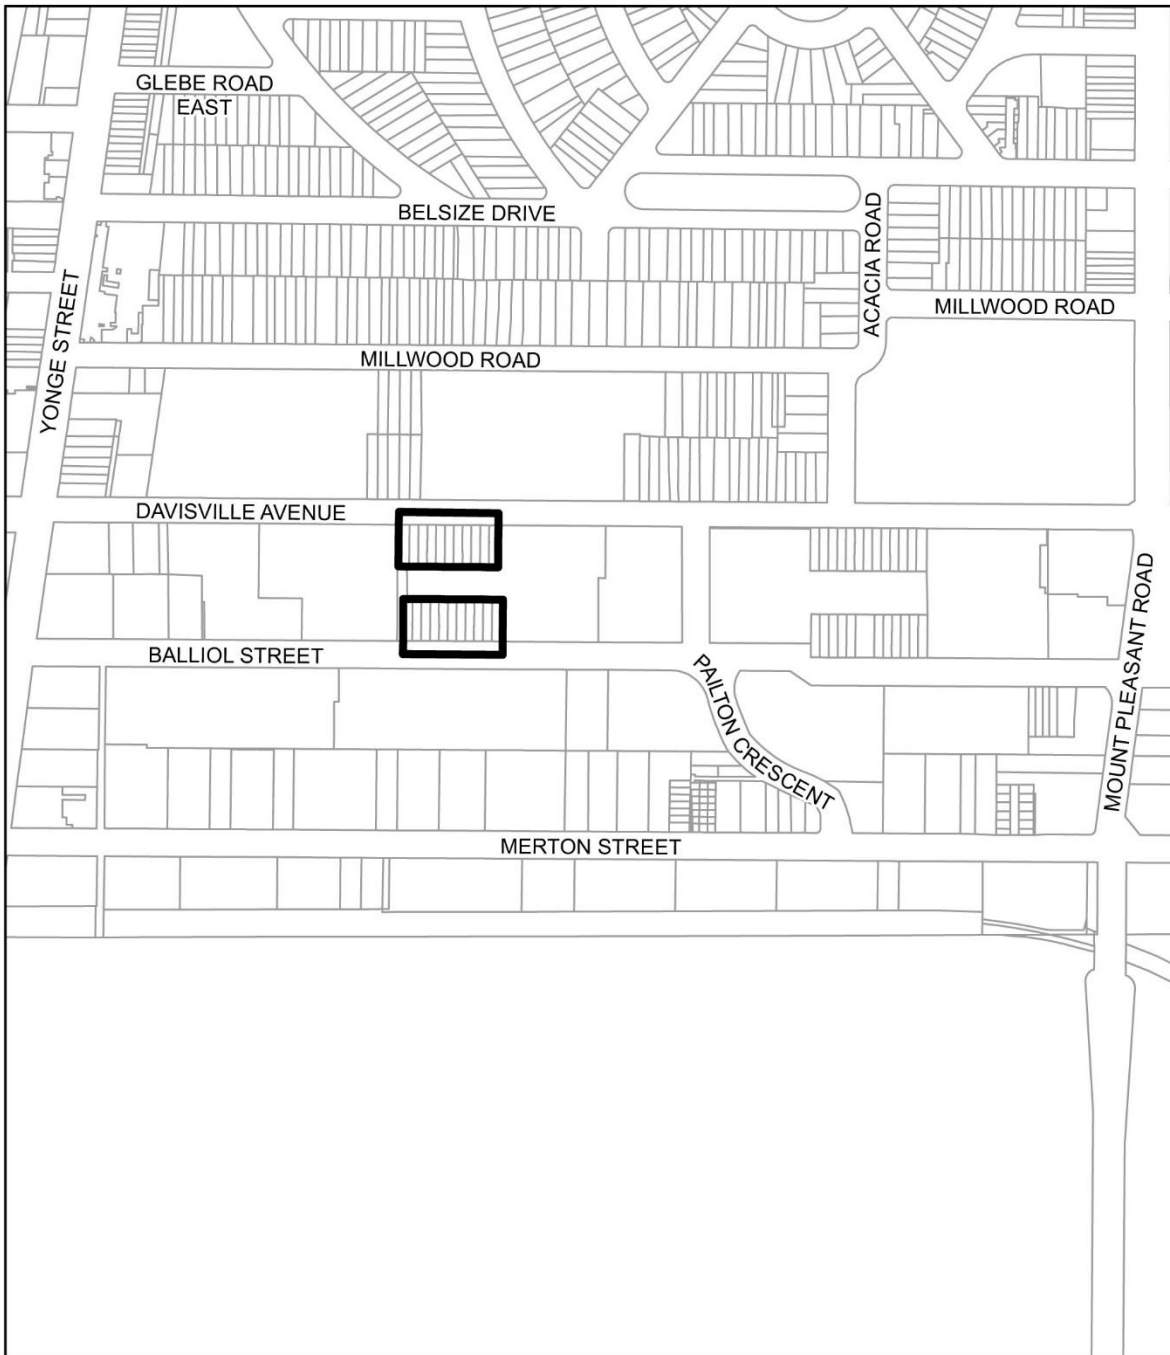 GLEBE ROAD
EAST
BELSIZE DRIVE
ACACIA ROAD
MILLWOOD ROAD
YONGE STREET
MILLWOOD ROAD
DAVISVILLE AVENUE
BALLIOL STREET
PAILTON CRESCENT
MOUNT PLEASANT ROAD
MERTON STREET